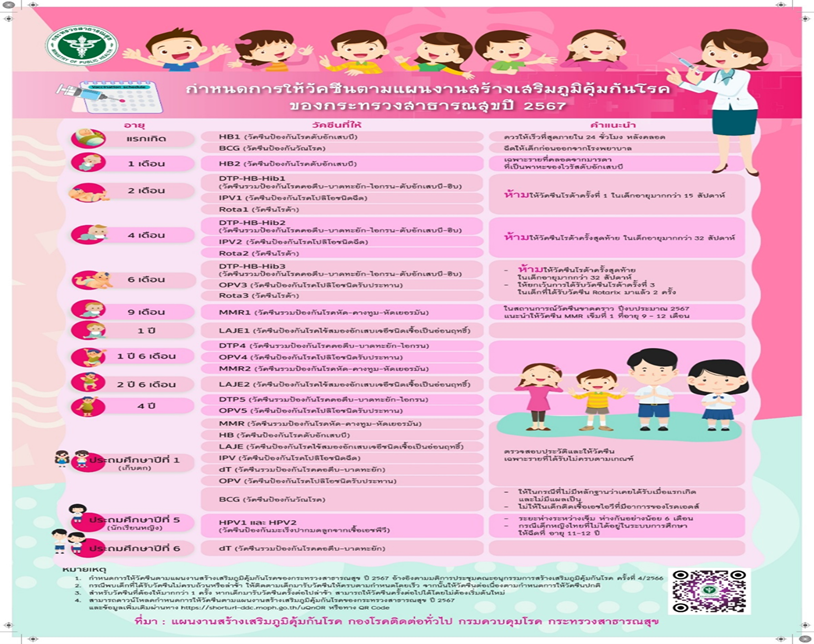 กระทรวงสาธารณสุข
MINISTRY OF PUBLIC HEALTH
กำหนดการให้วัคซีนตามแผนงานสร้างเสริมภูมิคุ้มกันโรค
ของกระทรวงสาธารณสุขปี 2567
อายุ วัคซีนที่ให้ คำแนะนำ
แรกเกิด HB1 (วัคซีนป้องกันโรคตับอักเสบบี) ควรให้เร็วที่สุดภายใน 24 ชั่วโมง หลังคลอด
BCG (วัคซีนป้องกันวัณโรค) ฉีดให้เด็กก่อนออกจากโรงพยาบาล
1 เดือน HB2 (วัคซีนป้องกันโรคตับอักเสบบี) เฉพาะรายที่คลอดจากมารดา
ที่เป็นพาหะของไวรัสตับอักเสบบี
2 เดือน DTP-HB-Hib1
(วัคซีนรวมป้องกันโรคคอตีบ-บาดทะยัก-ไอกรน-ตับอักเสบบี-ฮิบ)
IPV1 (วัคซีนป้องกันโรคโปลิโอชนิดฉีด)
Rota1 (วัคซีนโรต้า)
ห้ามให้วัคซีนโรต้าครั้งที่ 1 ในเด็กอายุมากกว่า 15 สัปดาห์
4 เดือน DTP-HB-Hib2
(วัคซีนรวมป้องกันโรคคอตีบ-บาดทะยัก-ไอกรน-ตับอักเสบบี-ฮิบ)
IPV2 (วัคซีนป้องกันโรคโปลิโอชนิดฉีด)
Rota2 (วัคซีนโรต้า)
ห้ามให้วัคซีนโรต้าครั้งสุดท้าย ในเด็กอายุมากกว่า 32 สัปดาห์
6 เดือน DTP-HB-Hib3
(วัคซีนรวมป้องกันโรคคอตีบ-บาดทะยัก-ไอกรน-ตับอักเสบบี-ฮิบ)
OPV3 (วัคซีนป้องกันโรคโปลิโอชนิดรับประทาน)
Rota3 (วัคซีนโรต้า)
- ห้ามให้วัคซีนโรต้าครั้งสุดท้าย
ในเด็กอายุมากกว่า 32 สัปดาห์
- ให้ยกเว้นการได้รับวัคซีนโรต้าครั้งที่ 3
ในเด็กที่ได้รับวัคซีน Rotarix มาแล้ว 2 ครั้ง
9 เดือน MMR1 (วัคซีนรวมป้องกันโรคหัด-คางทูม-หัดเยอรมัน) ในสถานการณ์วัคซีนขาดคราว ปีงบประมาณ 2567
แนะนำให้วัคซีน MMR เข็มที่ 1 ที่อายุ 9 - 12 เดือน
1 ปี LAJE1 (วัคซีนป้องกันโรคไข้สมองอักเสบเจอีชนิดเชื้อเป็นอ่อนฤทธิ์)
1 ปี 6 เดือน DTP4 (วัคซีนรวมป้องกันโรคคอตีบ-บาดทะยัก-ไอกรน)
OPV4 (วัคซีนป้องกันโรคโปลิโอชนิดรับประทาน)
MMR2 (วัคซีนรวมป้องกันโรคหัด-คางทูม-หัดเยอรมัน)
2 ปี 6 เดือน LAJE2 (วัคซีนป้องกันโรคไข้สมองอักเสบเจอีชนิดเชื้อเป็นอ่อนฤทธิ์)
4 ปี DTP5 (วัคซีนรวมป้องกันโรคคอตีบ-บาดทะยัก-ไอกรน)
OPV5 (วัคซีนป้องกันโรคโปลิโอชนิดรับประทาน)
ประถมศึกษาปีที่ 1
(เก็บตก)
MMR (วัคซีนรวมป้องกันโรคหัด-คางทูม-หัดเยอรมัน)
HB (วัคซีนป้องกันโรคตับอักเสบบี)
LAJE (วัคซีนป้องกันโรคไข้สมองอักเสบเจอีชนิดเชื้อเป็นอ่อนฤทธิ์)
IPV (วัคซีนป้องกันโรคโปลิโอชนิดฉีด)
dT (วัคซีนรวมป้องกันโรคคอตีบ-บาดทะยัก)
OPV (วัคซีนป้องกันโรคโปลิโอชนิดรับประทาน)
ตรวจสอบประวัติและให้วัคซีน
เฉพาะรายที่ได้รับไม่ครบตามเกณฑ์
BCG (วัคซีนป้องกันวัณโรค)
- ให้ในกรณีที่ไม่มีหลักฐานว่าเคยได้รับเมื่อแรกเกิด
และไม่มีแผลเป็น
- ไม่ให้ในเด็กติดเชื้อเอชไอวีที่มีอาการของโรคเอดส์
ประถมศึกษาปีที่ 5
(นักเรียนหญิง)
HPV1 และ HPV2
(วัคซีนป้องกันมะเร็งปากมดลูกจากเชื้อเอชพีวี)
- ระยะห่างระหว่างเข็ม ห่างกันอย่างน้อย 6 เดือน
- กรณีเด็กหญิงไทยที่ไม่ได้อยู่ในระบบการศึกษา
ให้ฉีดที่ อายุ 11-12 ปี
ประถมศึกษาปีที่ 6 dT (วัคซีนรวมป้องกันโรคคอตีบ-บาดทะยัก)
หมายเหตุ
1. กำหนดการให้วัคซีนตามแผนงานสร้างเสริมภูมิคุ้มกันโรคของกระทรวงสาธารณสุข ปี 2567 อ้างอิงตามมติการประชุมคณะอนุกรรมการสร้างเสริมภูมิคุ้มกันโรค ครั้งที่ 4/2566
2. กรณีพบเด็กที่ได้รับวัคซีนไม่ครบถ้วนหรือล่าช้า ให้ติดตามเด็กมารับวัคซีนให้ครบตามกำหนดโดยเร็ว จากนั้นให้วัคซีนต่อเนื่องตามกำหนดการให้วัคซีนปกติ
3. สำหรับวัคซีนที่ต้องให้มากกว่า 1 ครั้ง หากเด็กมารับวัคซีนครั้งต่อไปล่าช้า สามารถให้วัคซีนครั้งต่อไปได้โดยไม่ต้องเริ่มต้นใหม่
4. สามารถดาวน์โหลดกำหนดการให้วัคซีนตามแผนงานสร้างเสริมภูมิคุ้มกันโรคของกระทรวงสาธารณสุข ปี 2567
และข้อมูลเพิ่มเติมผ่านทาง https://shorturl-ddc.moph.go.th/uQnOR หรือทาง QR Code
ที่มา : แผนงานสร้างเสริมภูมิคุ้มกันโรค กองโรคติดต่อทั่วไป กรมควบคุมโรค กระทรวงสาธารณสุข